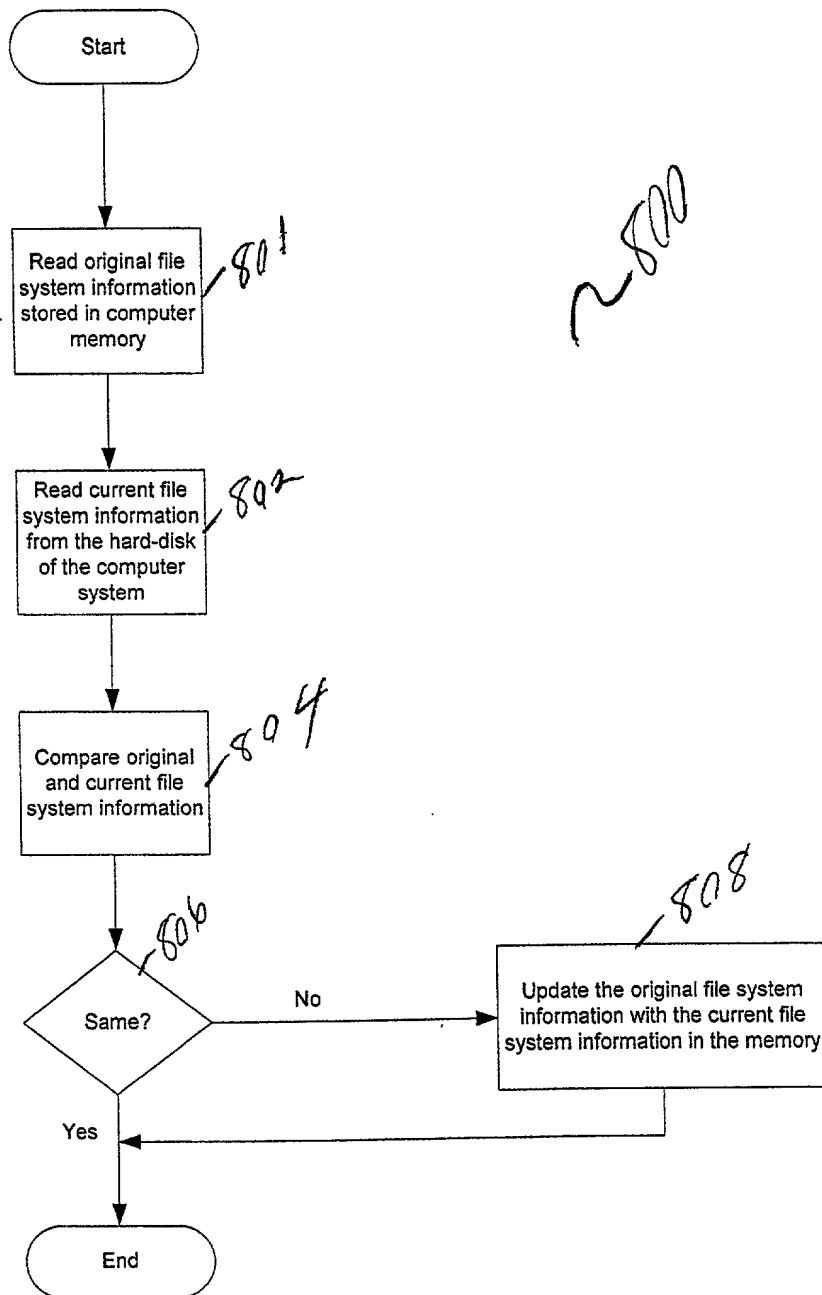 Start
800
Read original file
system information
stored in computer
memory
801
Read current file
system information
from the hard-disk
of the computer
system
802
Compare original
and current file
system information
804
Same?
806
No
Update the original file system
information with the current file
system information in the memory
808
Yes
End